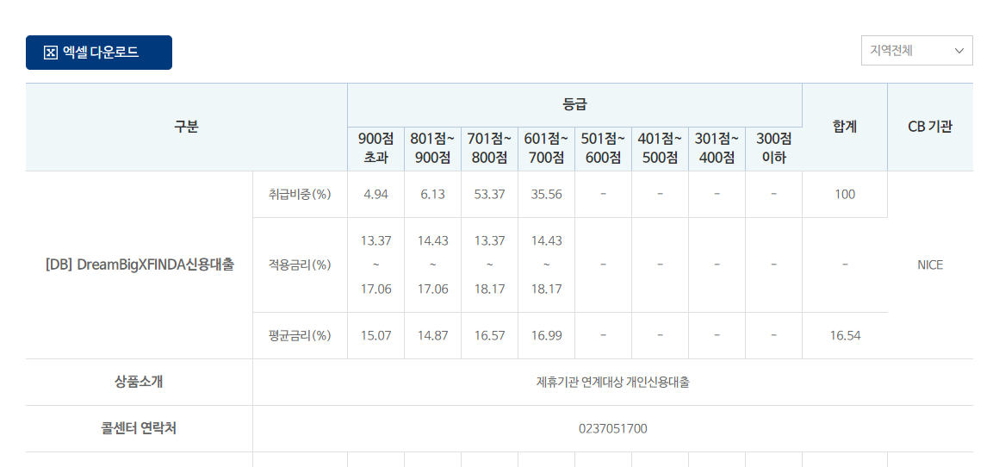 엑셀 다운로드
지역전체
구분
등급
합계
CB 기관
900점 초과
801점~ 900점
701점~ 800점
601점~ 700점
501점~ 600점
401점~ 500점
301점~ 400점
300점 이하
[DB] DreamBigXFINDA신용대출
취급비중(%) 4.94 6.13 53.37 35.56 - - - - 100
적용금리(%) 13.37 ~ 17.06 14.43 ~ 17.06 13.37 ~ 18.17 14.43 ~ 18.17 - - - - -
NICE
평균금리(%) 15.07 14.87 16.57 16.99 - - - - 16.54
상품소개 제휴기관 연계대상 개인신용대출
콜센터 연락처 0237051700